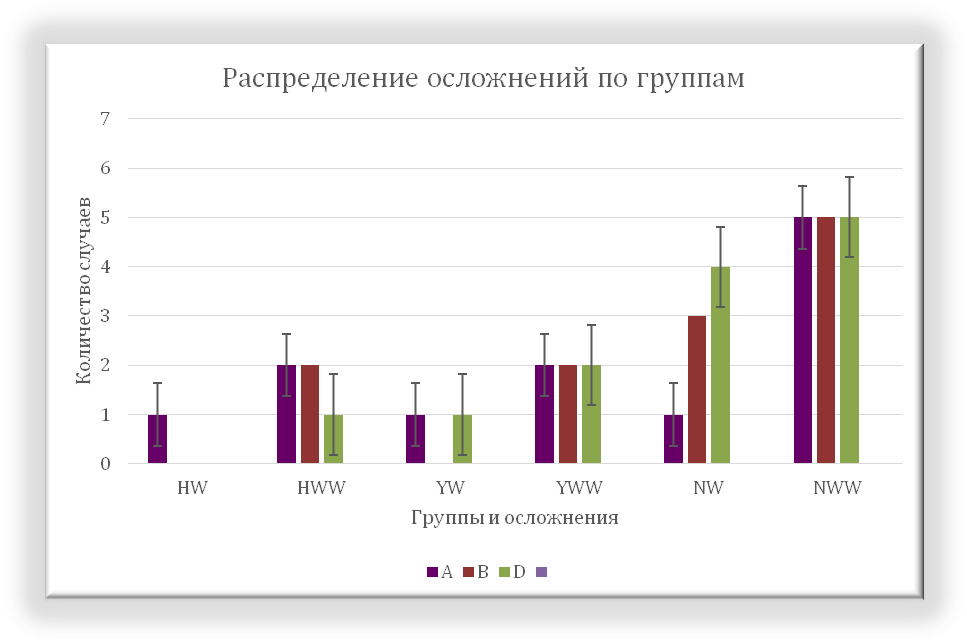 Распределение осложнений по группам
7
6
5
4
3
2
1
0
Количество случаев
HW HWW YW YWW NW NWW
Группы и осложнения
A B D